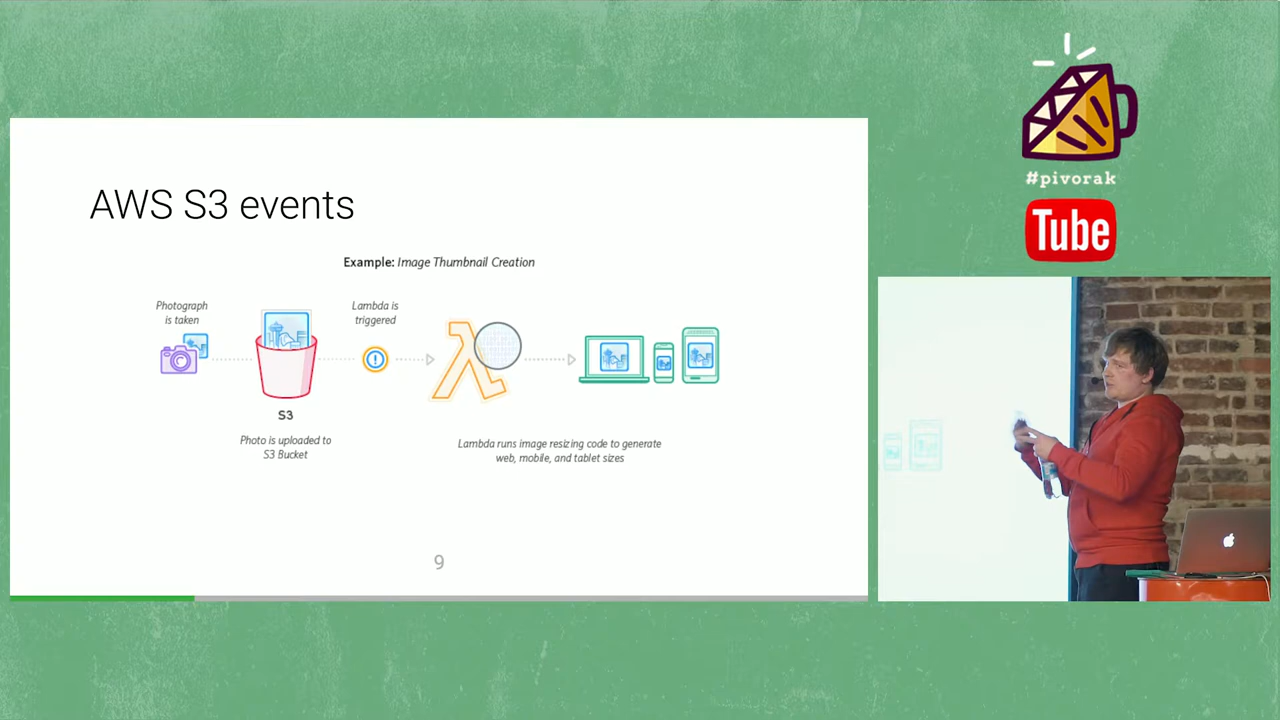 AWS S3 events
Example: Image Thumbnail Creation
Photograph
is taken
Lambda is
triggered
S3
Photo is uploaded to
S3 Bucket
Lambda runs image resizing code to generate
web, mobile, and tablet sizes
9
#pivorak
Tube